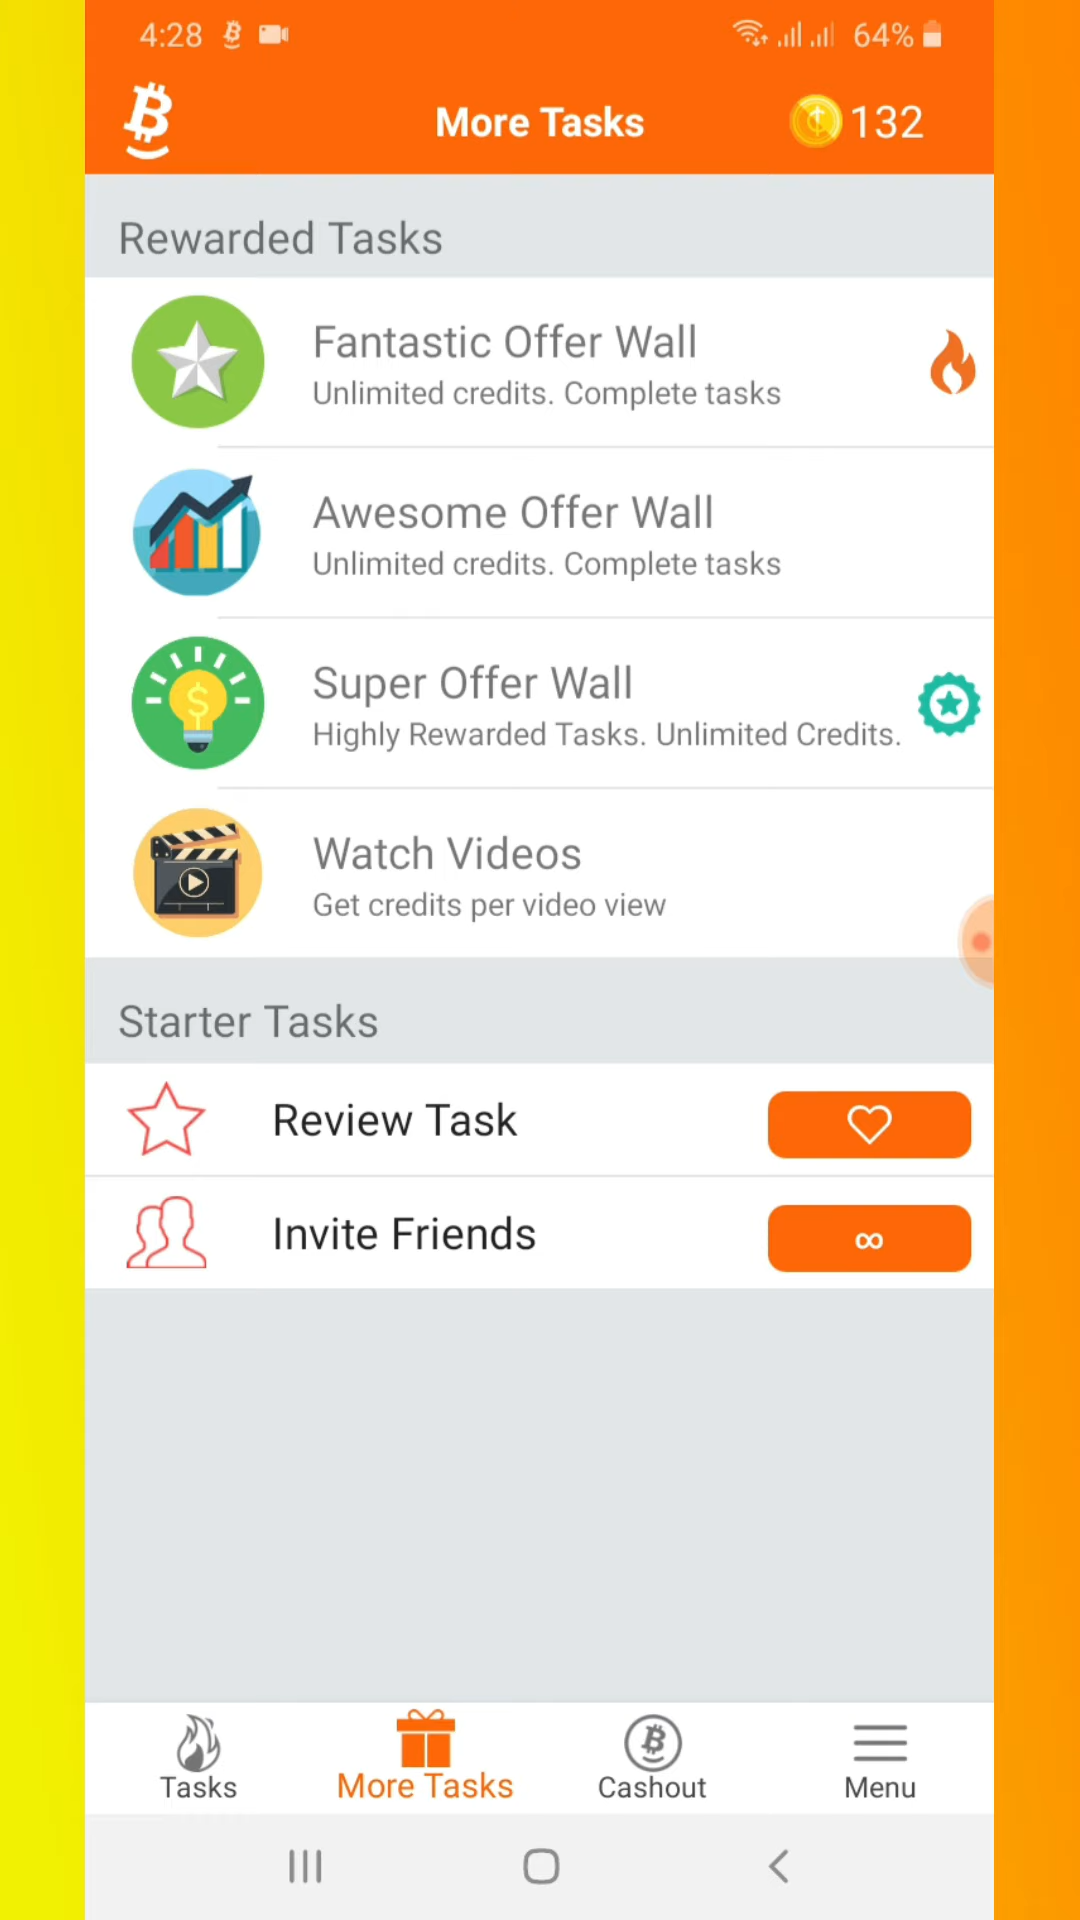 4:28 64%
More Tasks 132
Rewarded Tasks
Fantastic Offer Wall
Unlimited credits. Complete tasks
Awesome Offer Wall
Unlimited credits. Complete tasks
Super Offer Wall
Highly Rewarded Tasks. Unlimited Credits.
Watch Videos
Get credits per video view
Starter Tasks
Review Task
Invite Friends ∞
Tasks More Tasks Cashout Menu